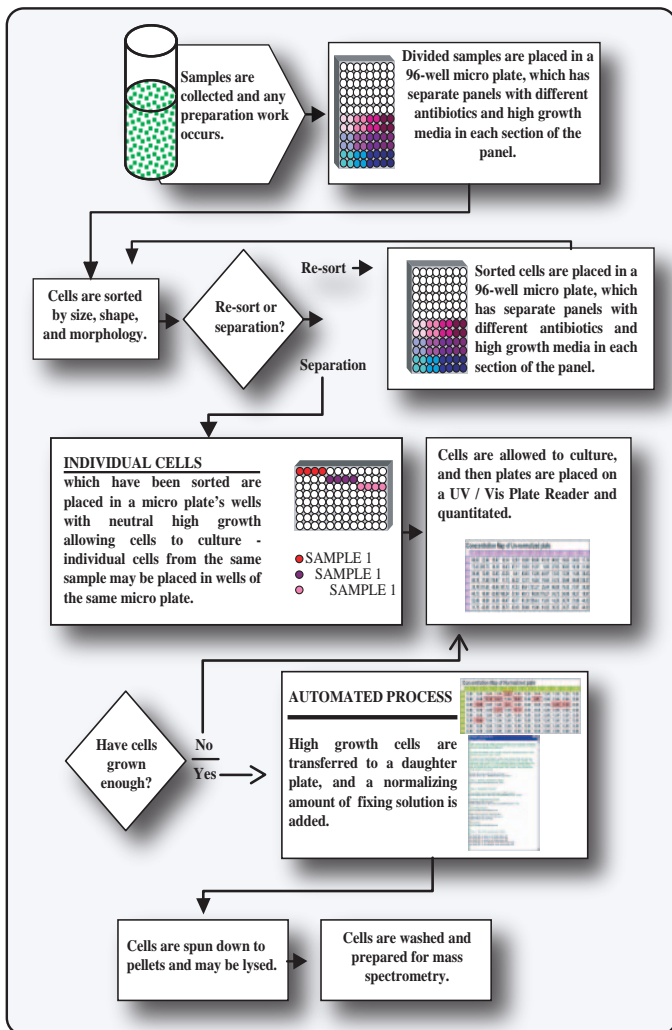 Samples are
collected and any
preparation work
occurs.
Divided samples are placed in a
96-well micro plate, which has
separate panels with different
antibiotics and high growth
media in each section of the
panel.
Cells are sorted
by size, shape,
and morphology.
Re-sort or
separation?
Re-sort
Separation
Sorted cells are placed in a
96-well micro plate, which
has separate panels with
different antibiotics and
high growth media in each
section of the panel.
INDIVIDUAL CELLS
which have been sorted are
placed in a micro plate's wells
with neutral high growth
allowing cells to culture -
individual cells from the same
sample may be placed in wells of
the same micro plate.
SAMPLE 1
SAMPLE 1
SAMPLE 1
Cells are allowed to culture,
and then plates are placed on
a UV / Vis Plate Reader and
quantitated.
Have cells
grown
enough?
No
Yes
AUTOMATED PROCESS
High growth cells are
transferred to a daughter
plate, and a normalizing
amount of fixing solution is
added.
Cells are spun down to
pellets and may be lysed.
Cells are washed and
prepared for mass
spectrometry.